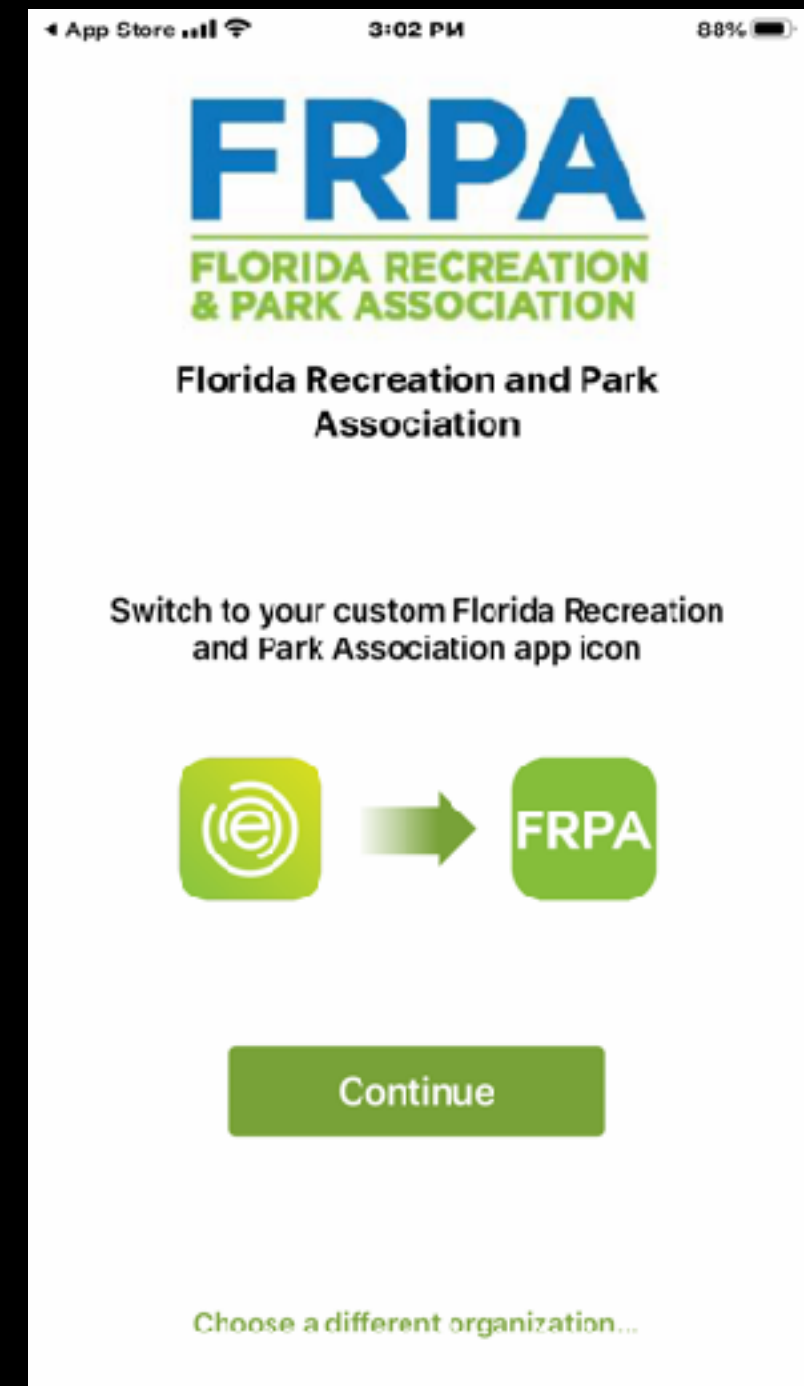 App Store
3:02 PM
88%
FRPA
FLORIDA RECREATION
& PARK ASSOCIATION
Florida Recreation and Park
Association
Switch to your custom Florida Recreation
and Park Association app icon
e
FRPA
Continue
Choose a different organization...